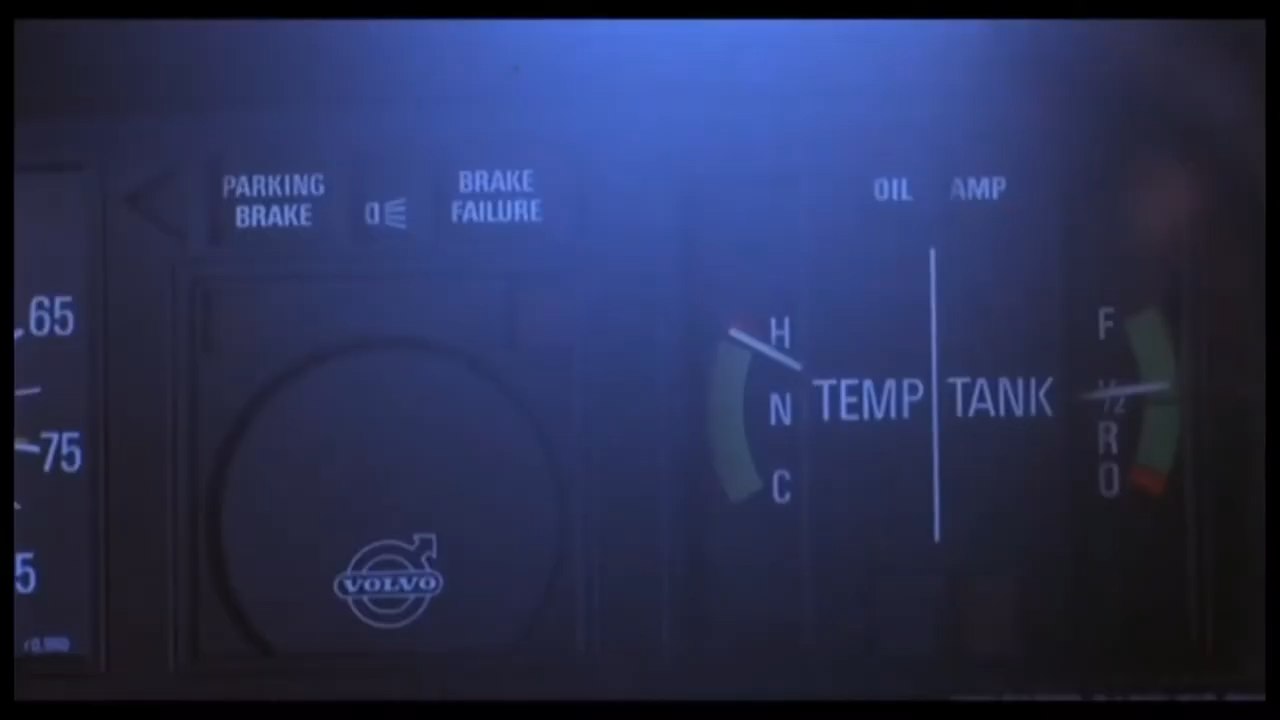 PARKING
BRAKE
BRAKE
FAILURE
OIL AMP
65
75
5
VOLVO
H
N
C
TEMP
TANK
F
1/2
R
O